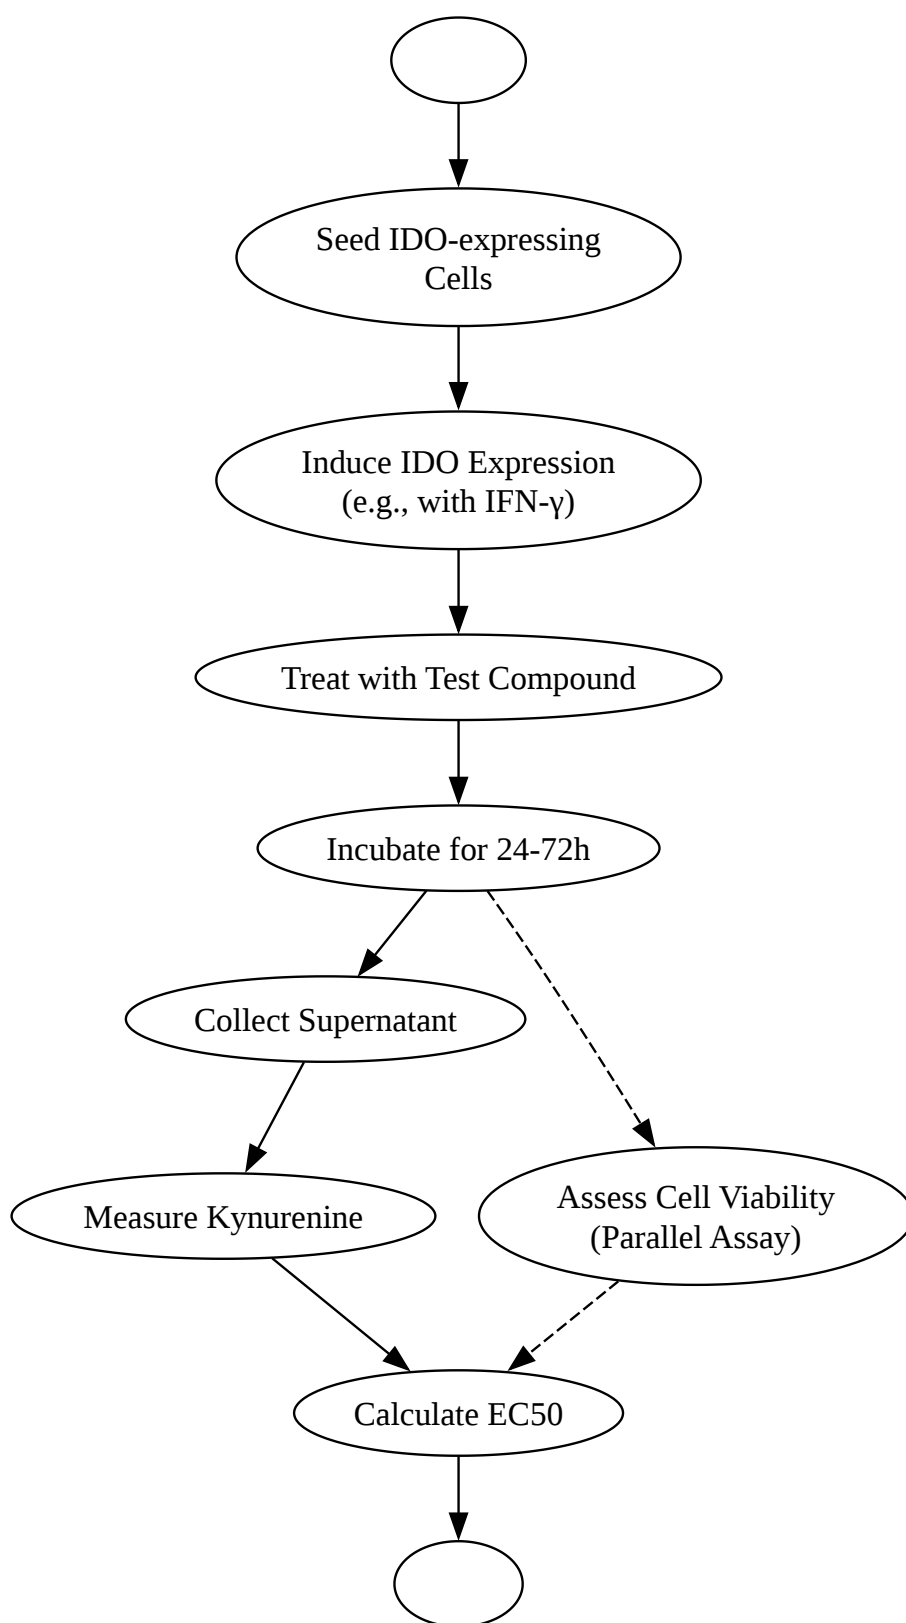 Seed IDO-expressing
Cells
Induce IDO Expression
(e.g., with IFN-γ)
Treat with Test Compound
Incubate for 24-72h
Collect Supernatant
Measure Kynurenine
Assess Cell Viability
(Parallel Assay)
Calculate EC50